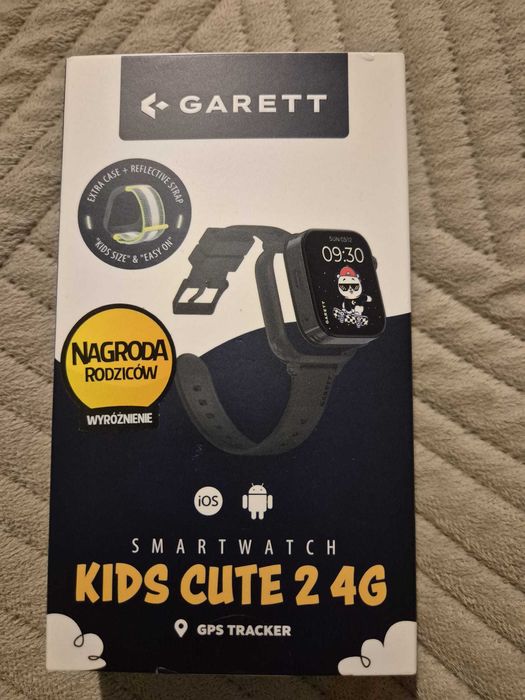 GARETT
EXTRA CASE + REFLECTIVE STRAP
"KIDS SIZE" & "EASY ON"
09:30
GARETT
NAGRODA
RODZICÓW
WYRÓŻNIENIE
iOS
SMARTWATCH
KIDS CUTE 2 4G
GPS TRACKER